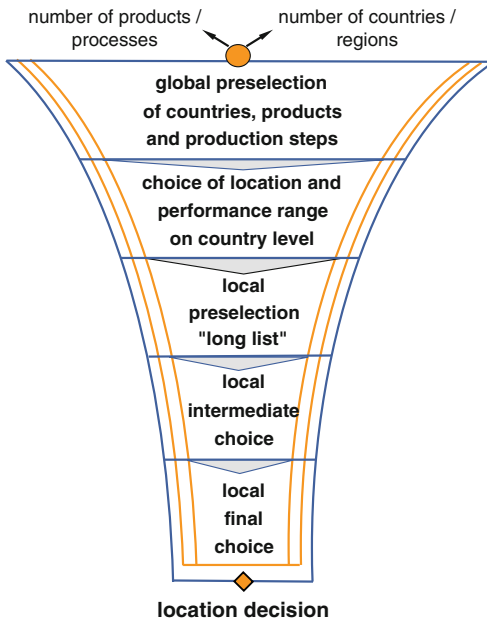 number of products /
processes
number of countries /
regions
global preselection
of countries, products
and production steps
choice of location and
performance range
on country level
local
preselection
"long list"
local
intermediate
choice
local
final
choice
location decision